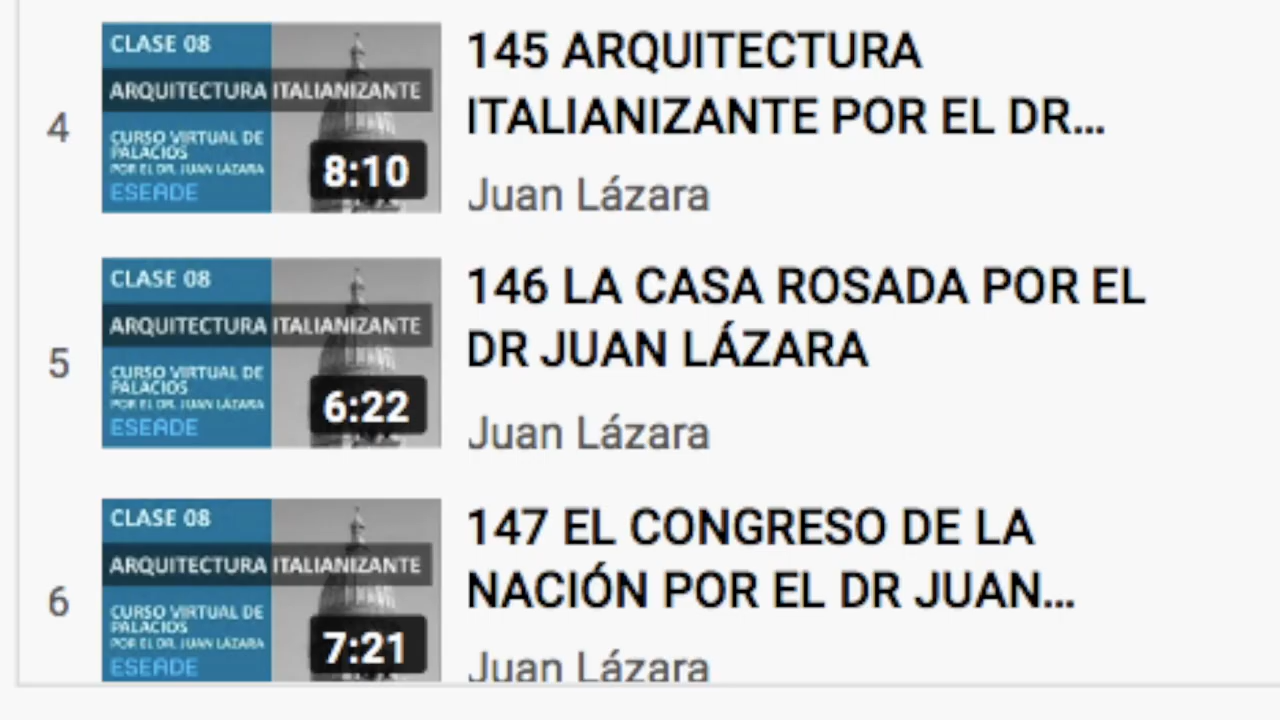 4
CLASE 08
ARQUITECTURA ITALIANIZANTE
CURSO VIRTUAL DE
PALACIOS
POR EL DR. JUAN LÁZARA
ESEADE
8:10
145 ARQUITECTURA
ITALIANIZANTE POR EL DR...
Juan Lázara
5
CLASE 08
ARQUITECTURA ITALIANIZANTE
CURSO VIRTUAL DE
PALACIOS
POR EL DR. JUAN LÁZARA
ESEADE
6:22
146 LA CASA ROSADA POR EL
DR JUAN LÁZARA
Juan Lázara
6
CLASE 08
ARQUITECTURA ITALIANIZANTE
CURSO VIRTUAL DE
PALACIOS
POR EL DR. JUAN LÁZARA
ESEADE
7:21
147 EL CONGRESO DE LA
NACIÓN POR EL DR JUAN...
Juan Lázara